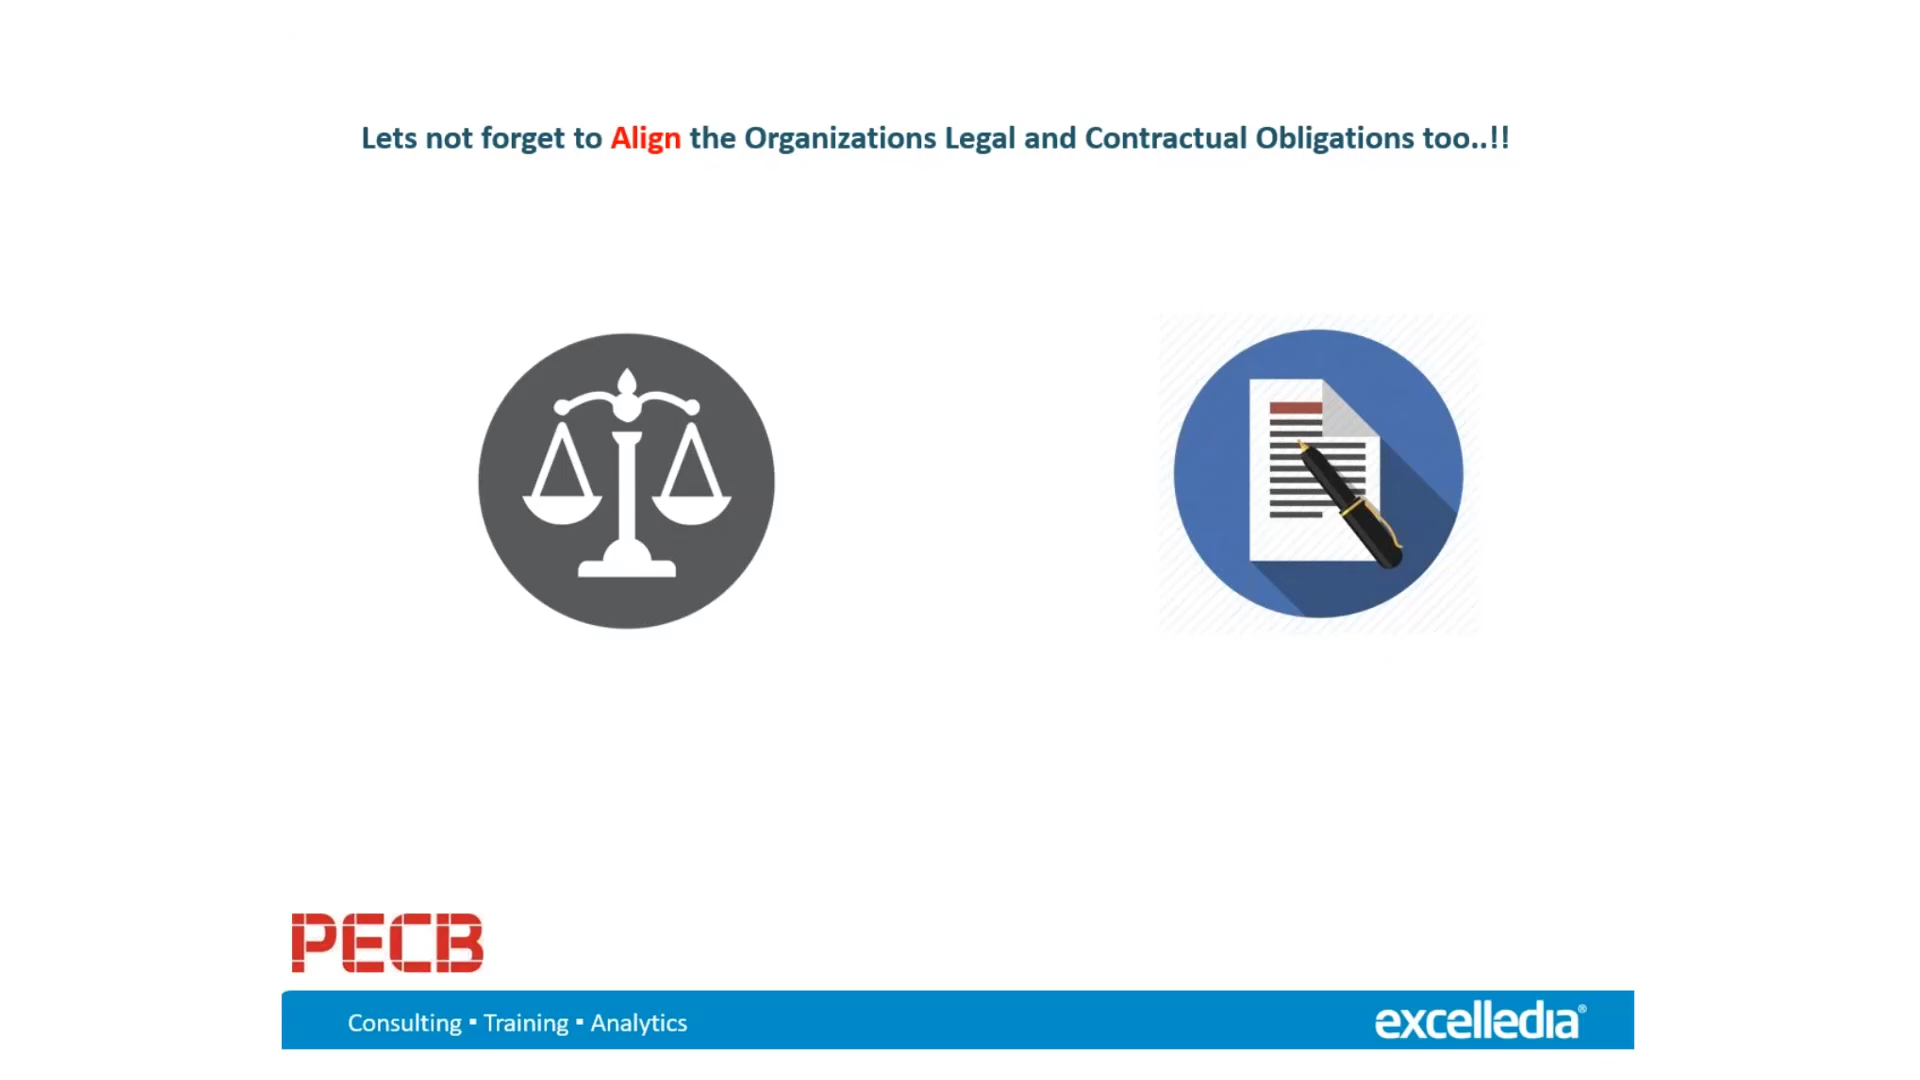 Lets not forget to Align the Organizations Legal and Contractual Obligations too..!!
PECB
Consulting ▪ Training ▪ Analytics
excelledia®